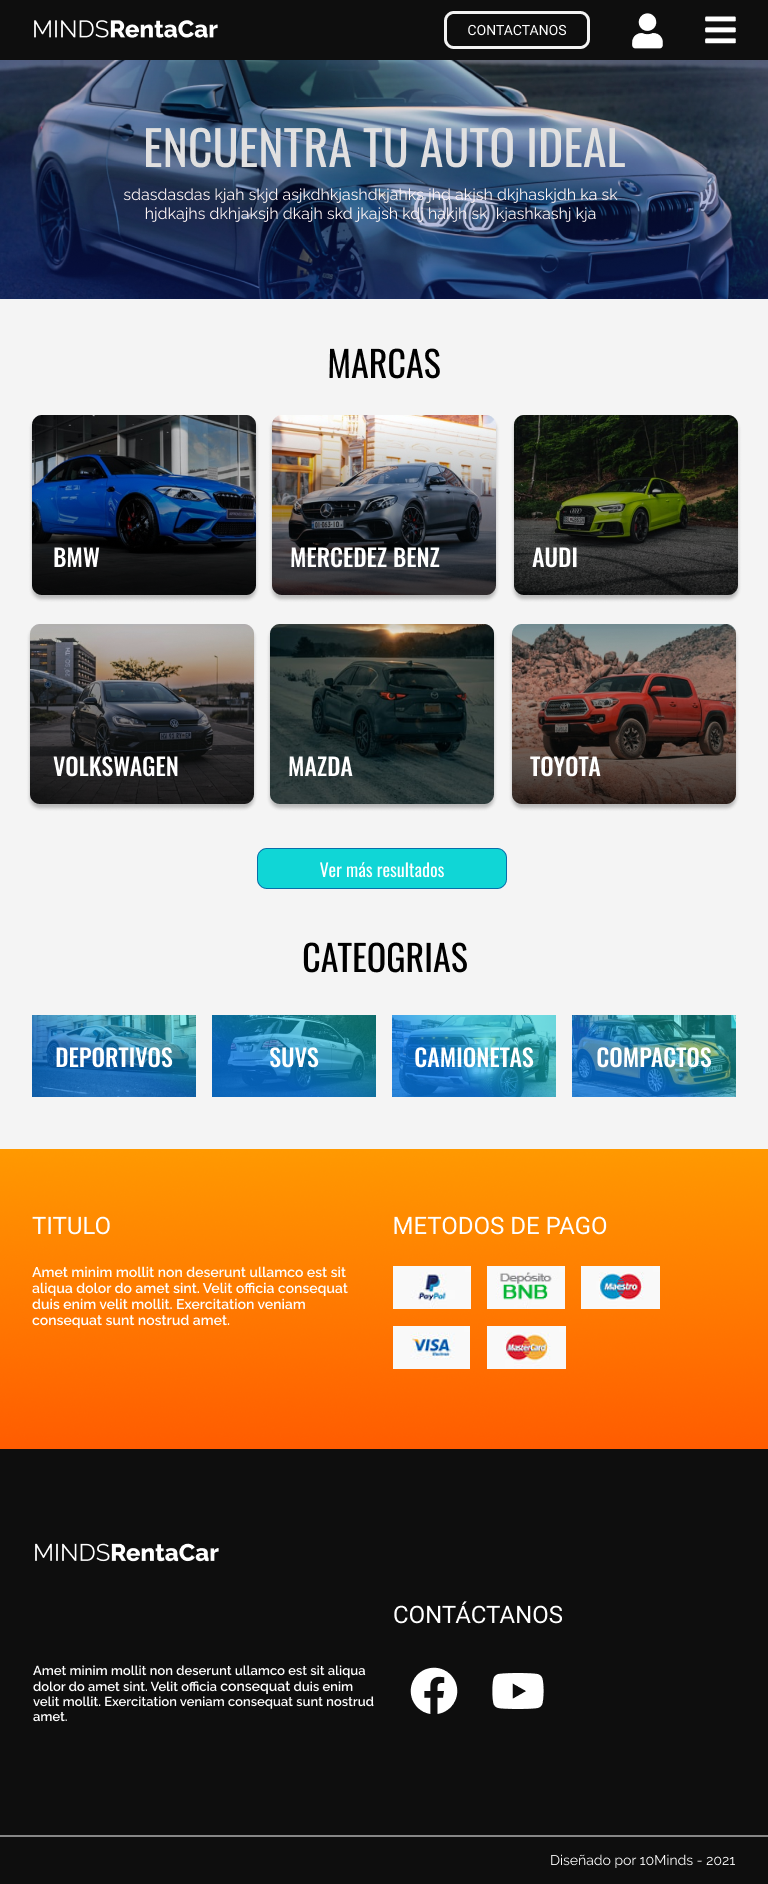 MINDSRentaCar
CONTACTANOS
ENCUENTRA TU AUTO IDEAL
sdasdasdas kjah skjd asjkdhkjashdkjahks jhd akjsh dkjhaskjdh ka sk
hjdkajhs dkhjaksjh dkajh skd jkajsh kdj hakjh sk kjashkashj kja
MARCAS
BMW
MERCEDEZ BENZ
AUDI
VOLKSWAGEN
MAZDA
TOYOTA
Ver más resultados
CATEOGRIAS
DEPORTIVOS
SUVS
CAMIONETAS
COMPACTOS
TITULO
Amet minim mollit non deserunt ullamco est sit
aliqua dolor do amet sint. Velit officia consequat
duis enim velit mollit. Exercitation veniam
consequat sunt nostrud amet.
METODOS DE PAGO
PayPal
Depósito
BNB
Maestro
VISA
Electron
MasterCard
MINDSRentaCar
CONTÁCTANOS
Amet minim mollit non deserunt ullamco est sit aliqua
dolor do amet sint. Velit officia consequat duis enim
velit mollit. Exercitation veniam consequat sunt nostrud
amet.
Diseñado por 10Minds - 2021